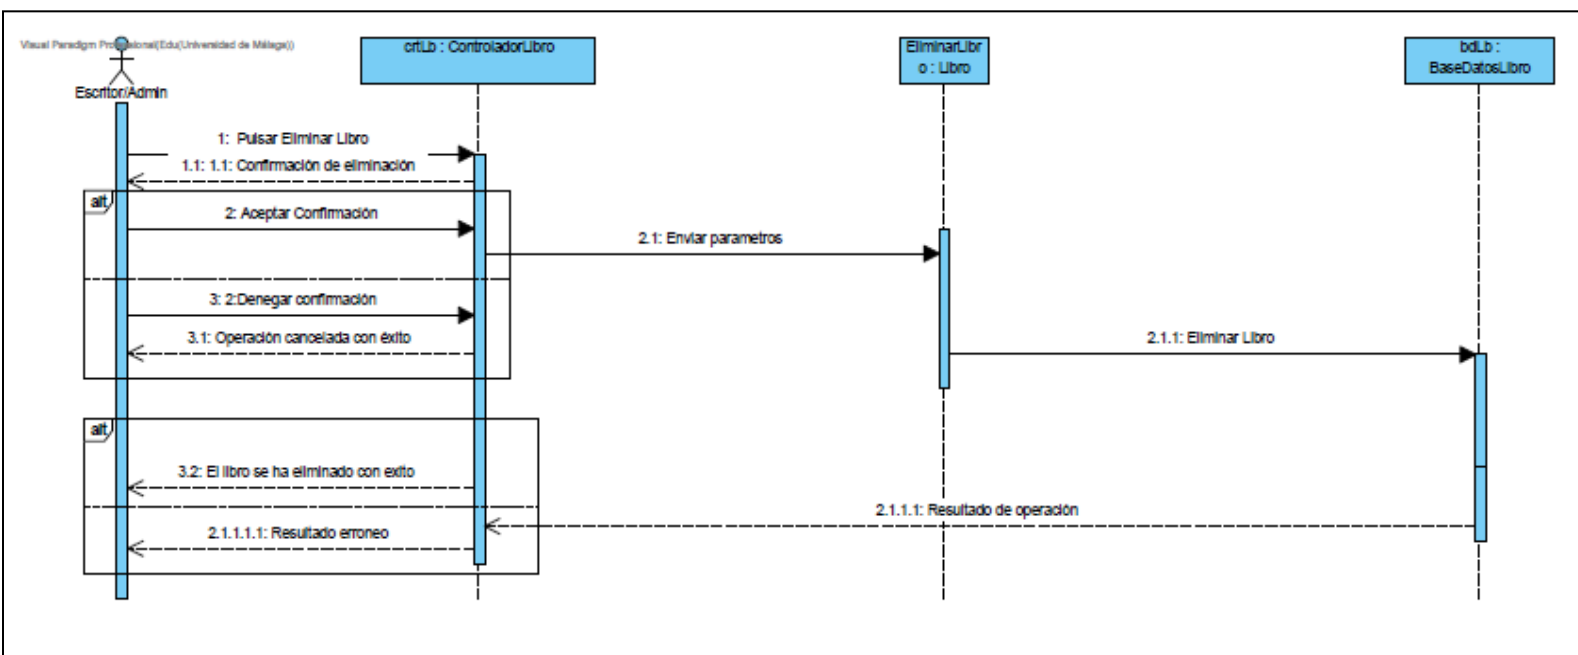 Visual Paradigm Professional(Edu(Universidad de Málaga))
crtLb : ControladorLibro
EliminarLibr
o : Libro
bdLb :
BaseDatosLibro
Escritor/Admin
1: Pulsar Eliminar Libro
1.1: 1.1: Confirmación de eliminación
alt
2: Aceptar Confirmación
2.1: Enviar parametros
3: 2:Denegar confirmación
3.1: Operación cancelada con éxito
2.1.1: Eliminar Libro
alt
3.2: El libro se ha eliminado con exito
2.1.1.1: Resultado de operación
2.1.1.1.1: Resultado erroneo